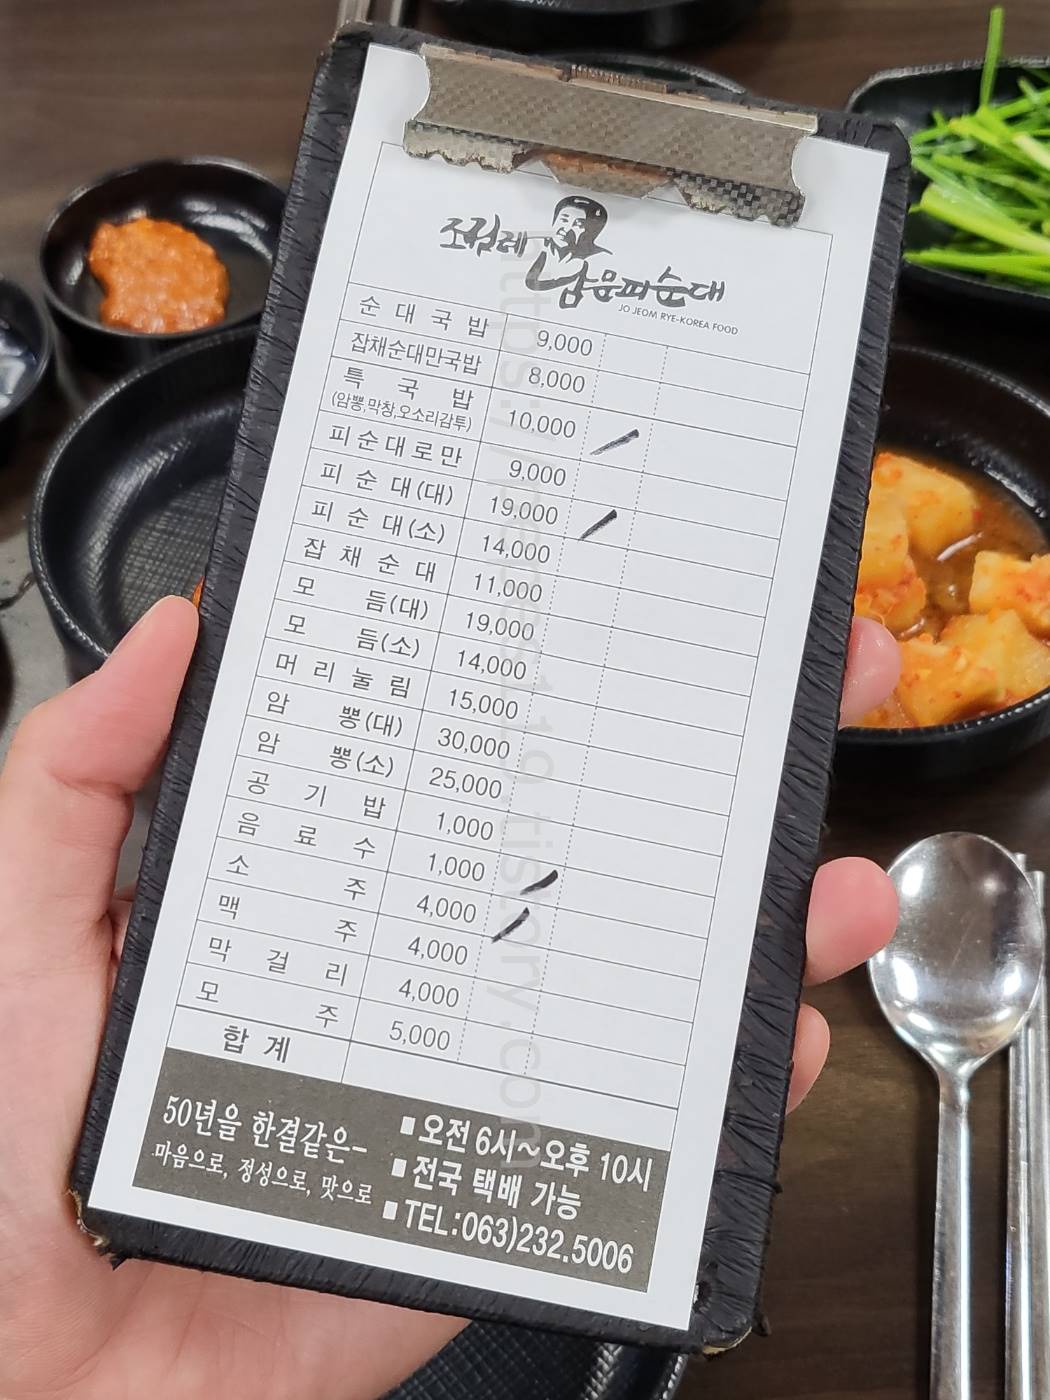 조점례
남문피순대
JO JEOM RYE-KOREA FOOD
순대국밥 9,000
잡채순대만국밥 8,000
특국밥 10,000
(암뽕,막창,오소리감투)
피순대로만 9,000
피순대(대) 19,000
피순대(소) 14,000
잡채순대 11,000
모듬(대) 19,000
모듬(소) 14,000
머리눌림 15,000
암뽕(대) 30,000
암뽕(소) 25,000
공기밥 1,000
음료수 1,000
소주 4,000
맥주 4,000
막걸리 4,000
모주 5,000
합계
50년을 한결같은-
마음으로, 정성으로, 맛으로
■오전 6시~오후 10시
■전국 택배 가능
■TEL:063)232.5006